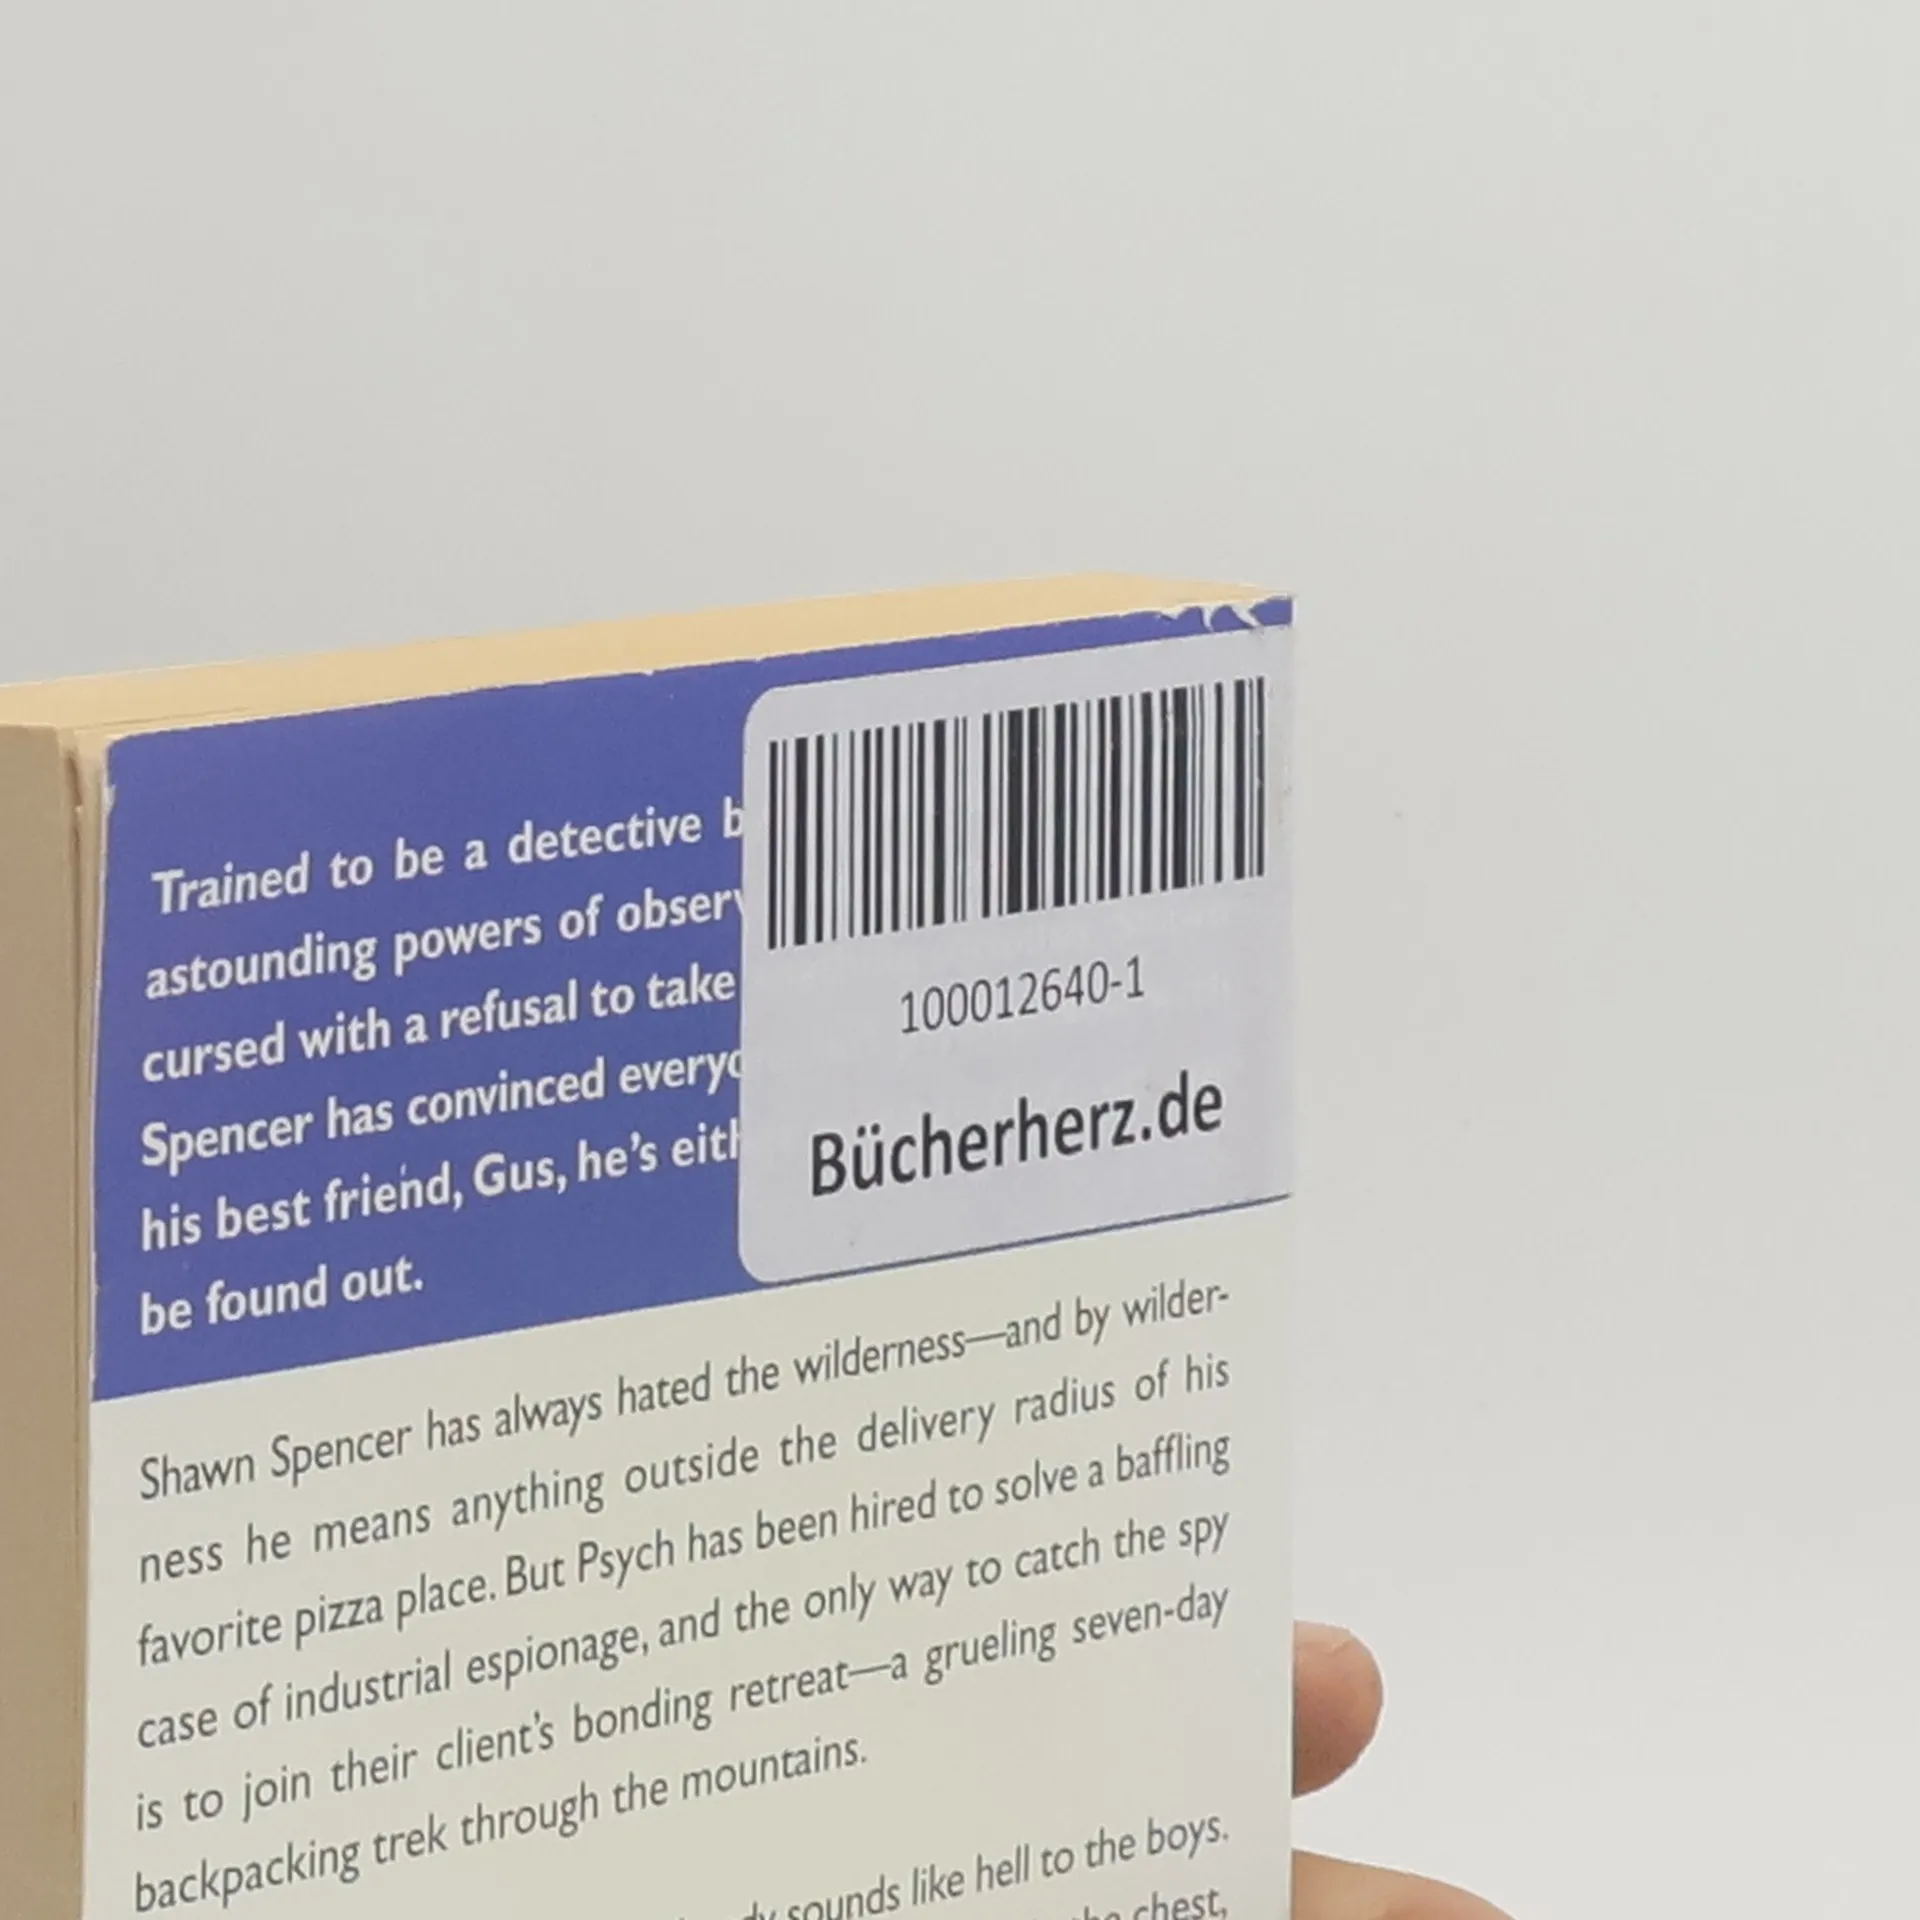 Trained to be a detective
astounding powers of
cursed with a refusal to take
Spencer has convinced
his best friend, Gus, he's
be found out.
100012640-1
Bücherherz.de
Shawn Spencer has always hated the wilderness—and by wilder-
ness he means anything outside the delivery radius of his
favorite pizza place. But Psych has been hired to solve a baffling
case of industrial espionage, and the only way to catch the spy
is to join their client's bonding retreat—a grueling seven-day
backpacking trek through the mountains.
sounds like hell to the boys.
chest,